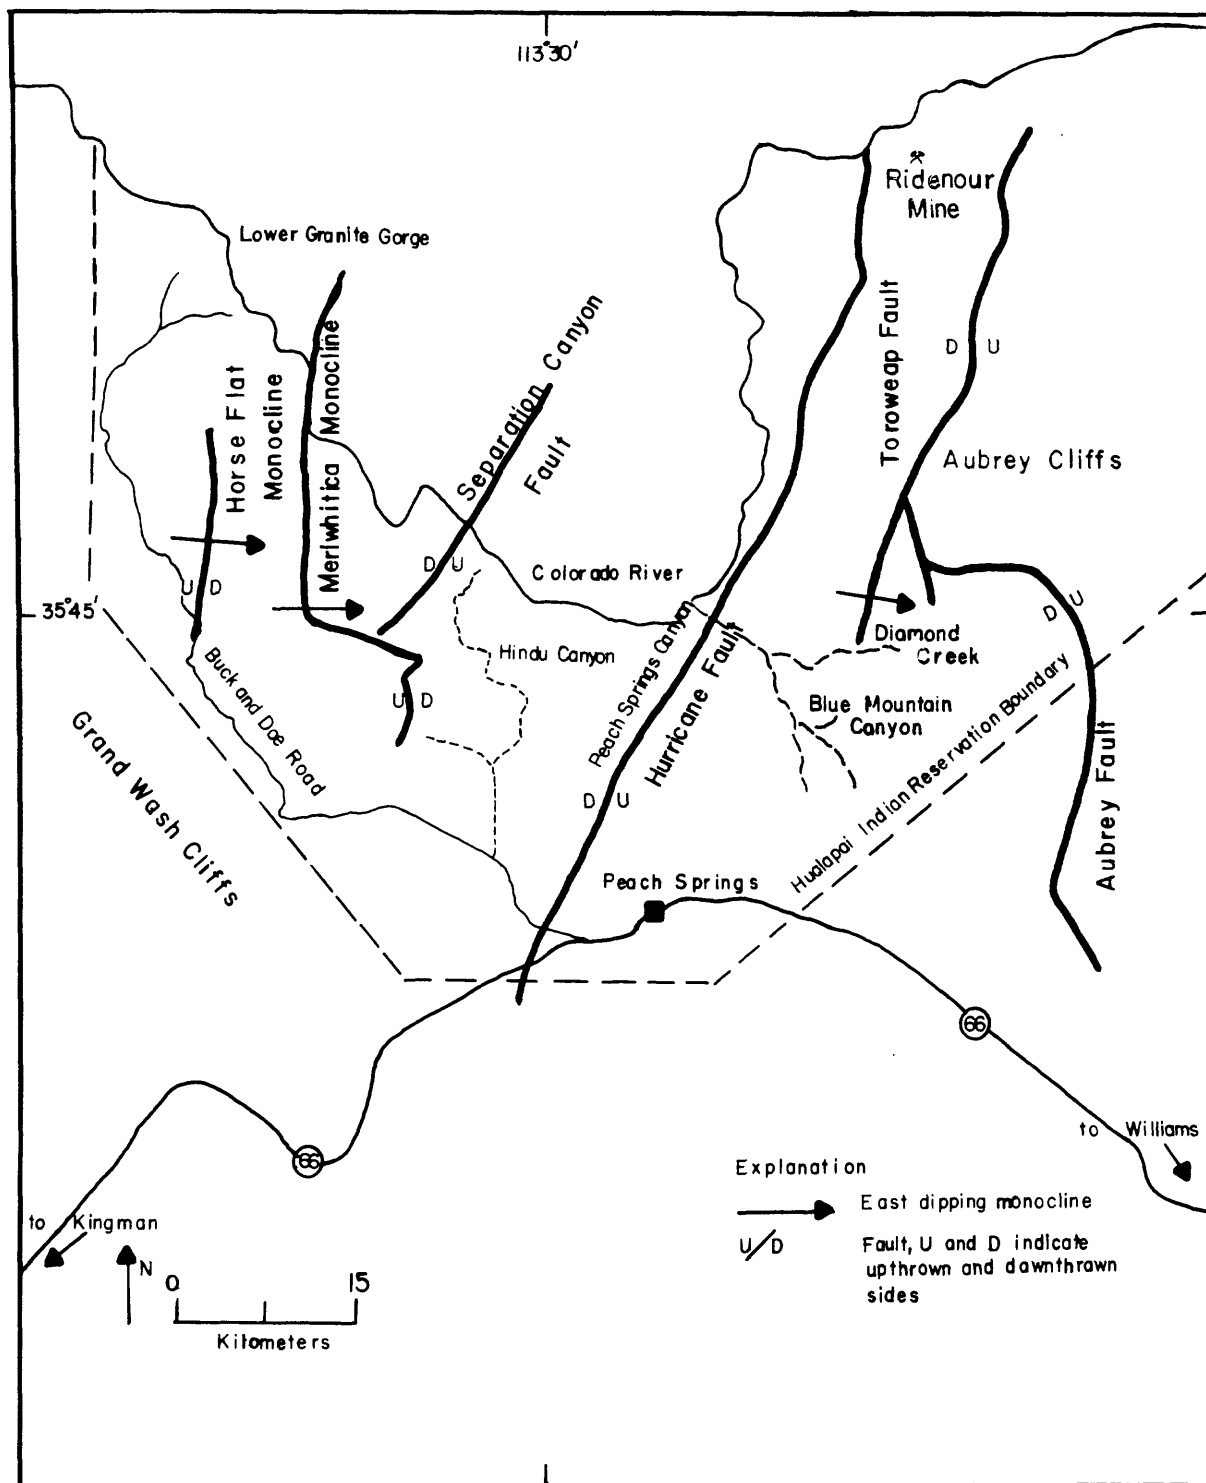 113°30'
Ridenour
Mine
Lower Granite Gorge
Horse Flat
Monocline
Meriwhitica Monocline
Separation Canyon
Fault
Toroweap Fault
D U
Aubrey Cliffs
D U
Colorado River
U D
35°45'
D U
Peach Springs Canyon
Hurricane Fault
Diamond
Creek
Hindu Canyon
Buck and Doe Road
U D
Blue Mountain
Canyon
Hualapai Indian Reservation Boundary
Aubrey Fault
Grand Wash Cliffs
D U
Peach Springs
66
66
to Williams
to Kingman
N
0 15
Kilometers
Explanation
East dipping monocline
U/D Fault, U and D indicate
upthrown and downthrown
sides